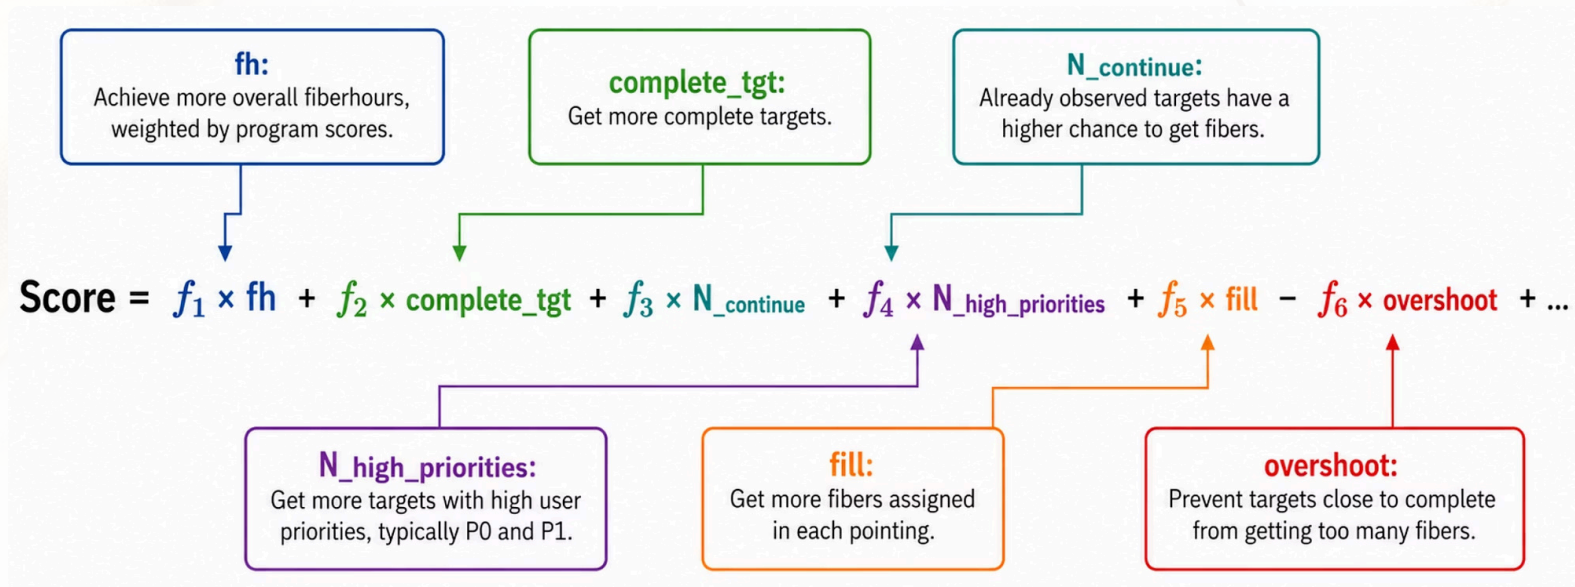 fh:
Achieve more overall fiberhours,
weighted by program scores.
complete_tgt:
Get more complete targets.
N_continue:
Already observed targets have a
higher chance to get fibers.
Score = f1 × fh + f2 × complete_tgt + f3 × N_continue + f4 × N_high_priorities + f5 × fill − f6 × overshoot + ...
N_high_priorities:
Get more targets with high user
priorities, typically P0 and P1.
fill:
Get more fibers assigned
in each pointing.
overshoot:
Prevent targets close to complete
from getting too many fibers.